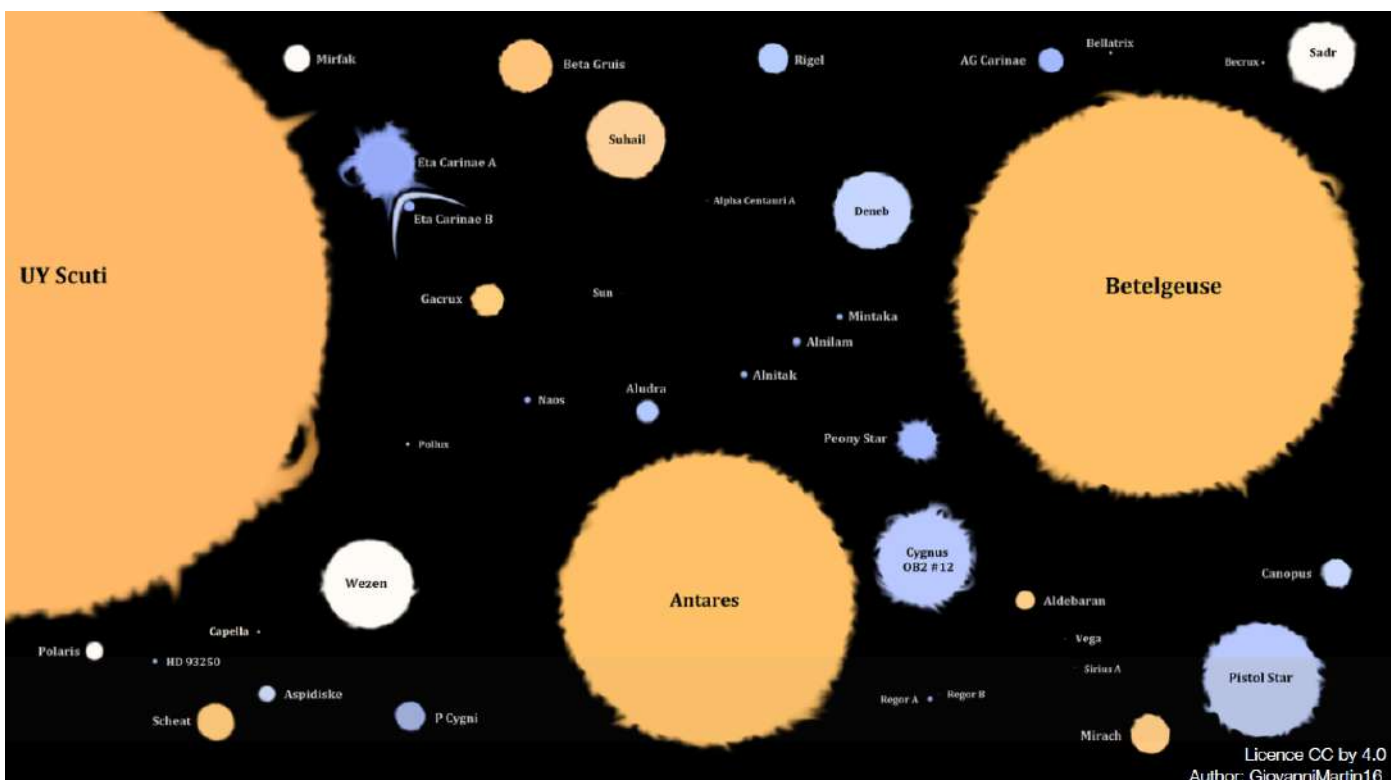 Mirfak
Beta Gruis
Rigel
AG Carinae
Bellatrix
Becrux
Sadr
Suhail
Eta Carinae A
Eta Carinae B
Alpha Centauri A
Deneb
UY Scuti
Gacrux
Sun
Betelgeuse
Mintaka
Alnilam
Alnitak
Aludra
Naos
Pollux
Peony Star
Wezen
Antares
Cygnus
OB2 #12
Canopus
Aldebaran
Capella
Polaris
HD 93250
Vega
Sirius A
Pistol Star
Aspidiske
Regor A
Regor B
Scheat
P Cygni
Mirach
Licence CC by 4.0
Author: GiovanniMartin16